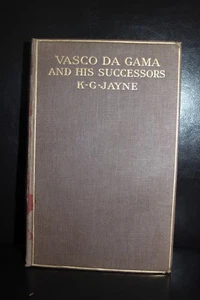 VASCO DA GAMA
AND HIS SUCCESSORS
K·G·JAYNE